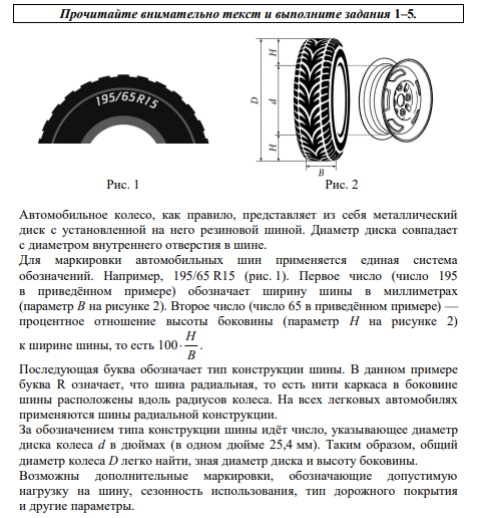 Прочитайте внимательно текст и выполните задания 1–5.
195/65R15
H
D
d
H
B
Рис. 1
Рис. 2
Автомобильное колесо, как правило, представляет из себя металлический
диск с установленной на него резиновой шиной. Диаметр диска совпадает
с диаметром внутреннего отверстия в шине.
Для маркировки автомобильных шин применяется единая система
обозначений. Например, 195/65 R15 (рис. 1). Первое число (число 195
в приведённом примере) обозначает ширину шины в миллиметрах
(параметр B на рисунке 2). Второе число (число 65 в приведённом примере) —
процентное отношение высоты боковины (параметр H на рисунке 2)
к ширине шины, то есть 100·H/B.
Последующая буква обозначает тип конструкции шины. В данном примере
буква R означает, что шина радиальная, то есть нити каркаса в боковине
шины расположены вдоль радиусов колеса. На всех легковых автомобилях
применяются шины радиальной конструкции.
За обозначением типа конструкции шины идёт число, указывающее диаметр
диска колеса d в дюймах (в одном дюйме 25,4 мм). Таким образом, общий
диаметр колеса D легко найти, зная диаметр диска и высоту боковины.
Возможны дополнительные маркировки, обозначающие допустимую
нагрузку на шину, сезонность использования, тип дорожного покрытия
и другие параметры.